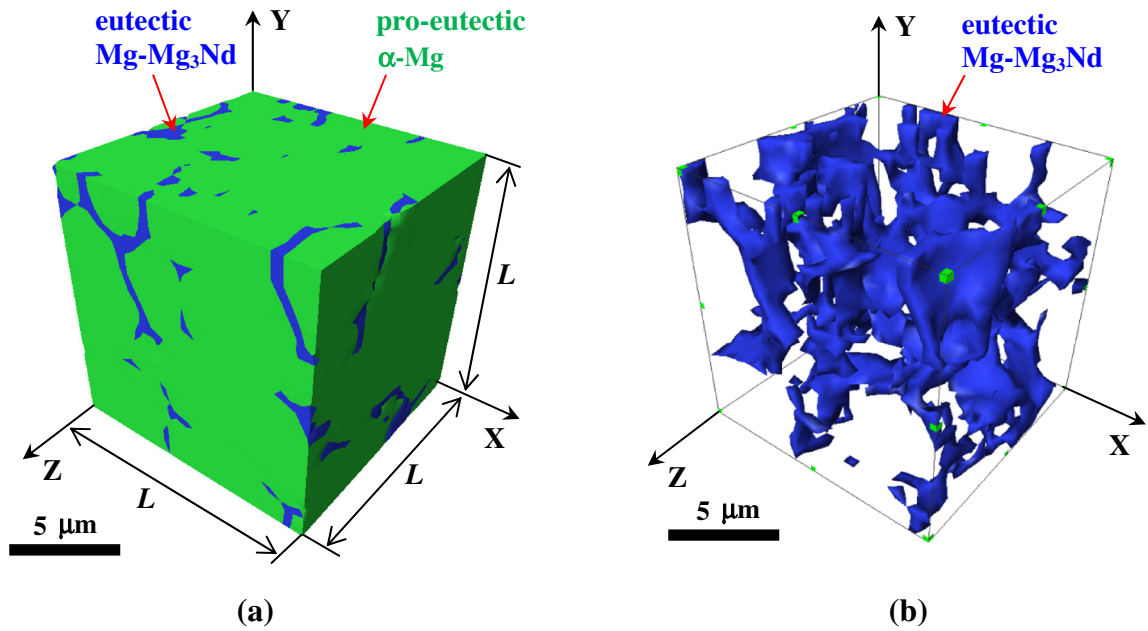 eutectic
Mg-Mg₃Nd
Y
pro-eutectic
α-Mg
L
X
Z
L
L
5 μm
(a)
Y
eutectic
Mg-Mg₃Nd
X
Z
5 μm
(b)